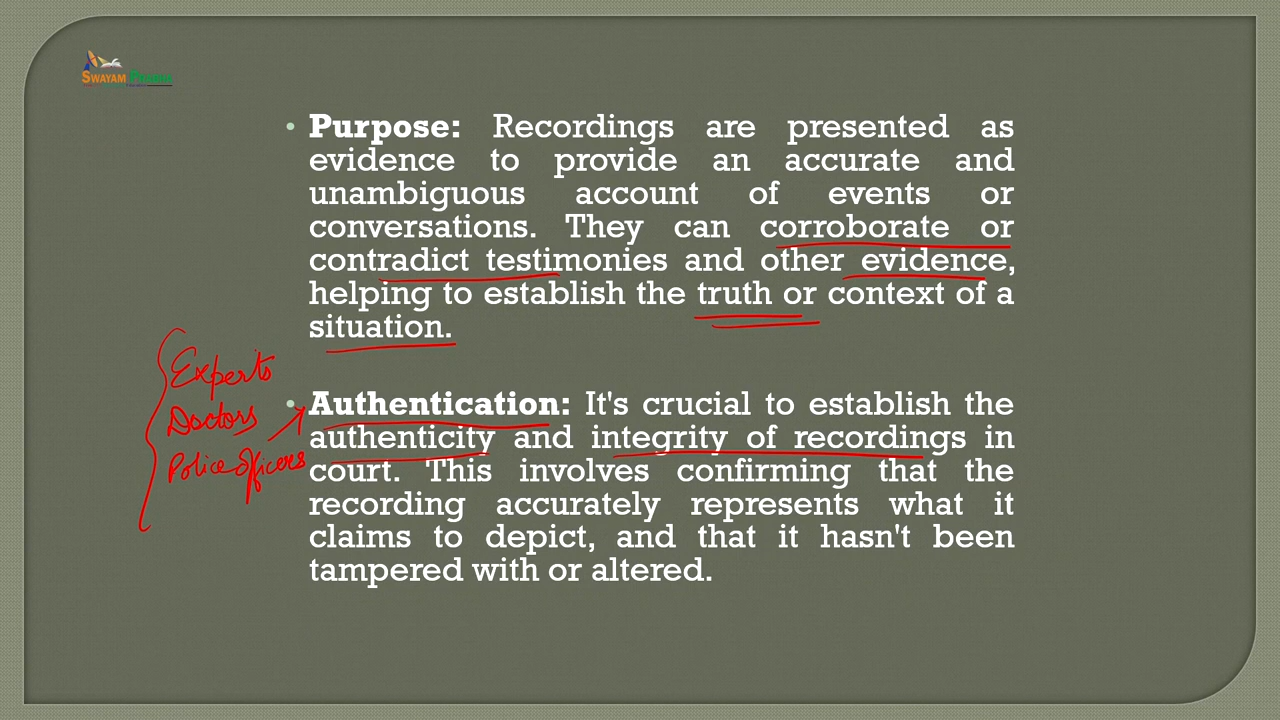 SWAYAM PRABHA
• Purpose: Recordings are presented as
evidence to provide an accurate and
unambiguous account of events or
conversations. They can corroborate or
contradict testimonies and other evidence,
helping to establish the truth or context of a
situation.
Experts
Doctors
Police officers
• Authentication: It's crucial to establish the
authenticity and integrity of recordings in
court. This involves confirming that the
recording accurately represents what it
claims to depict, and that it hasn't been
tampered with or altered.